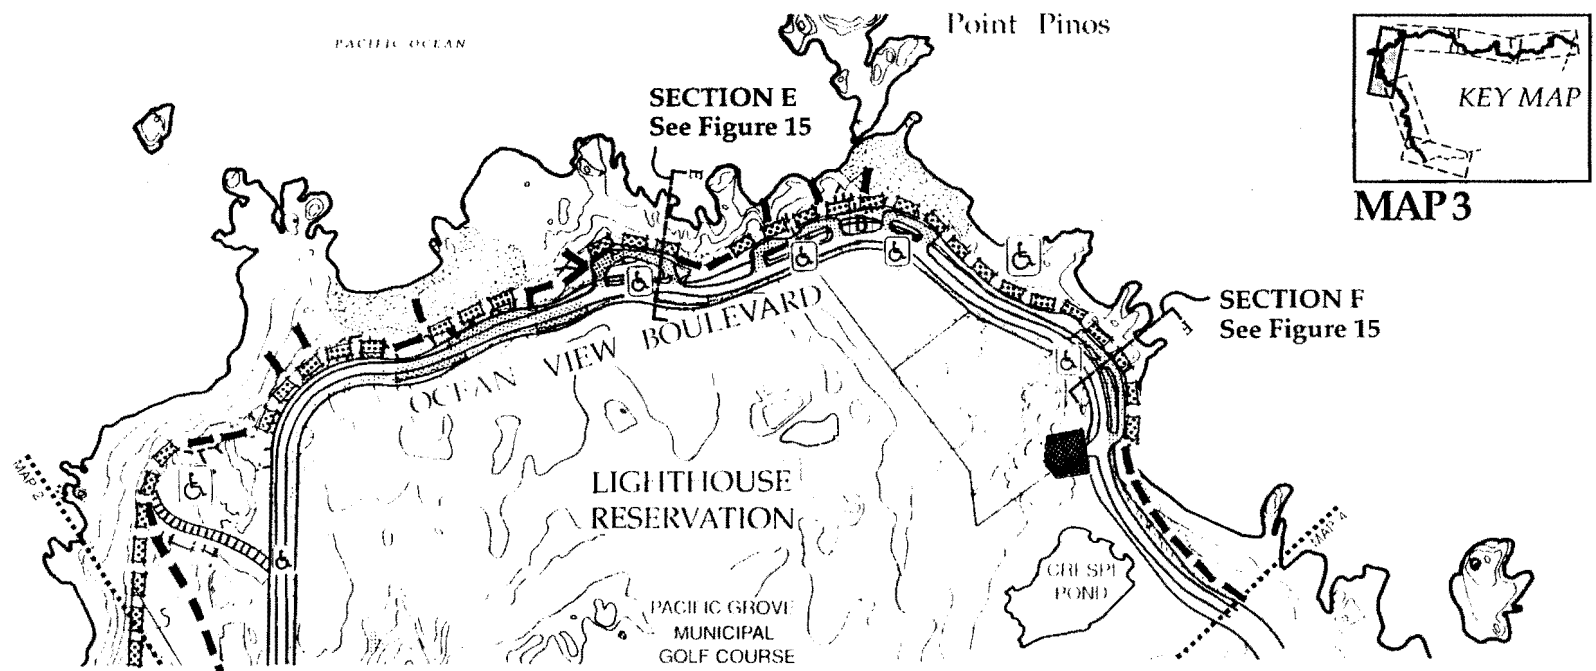 PACIFIC OCEAN
Point Pinos
KEY MAP
MAP 3
SECTION E
See Figure 15
E
B
SECTION F
See Figure 15
F
OCEAN VIEW BOULEVARD
LIGHTHOUSE
RESERVATION
MAP 2
MAP 4
CRESPI
POND
PACIFIC GROVE
MUNICIPAL
GOLF COURSE